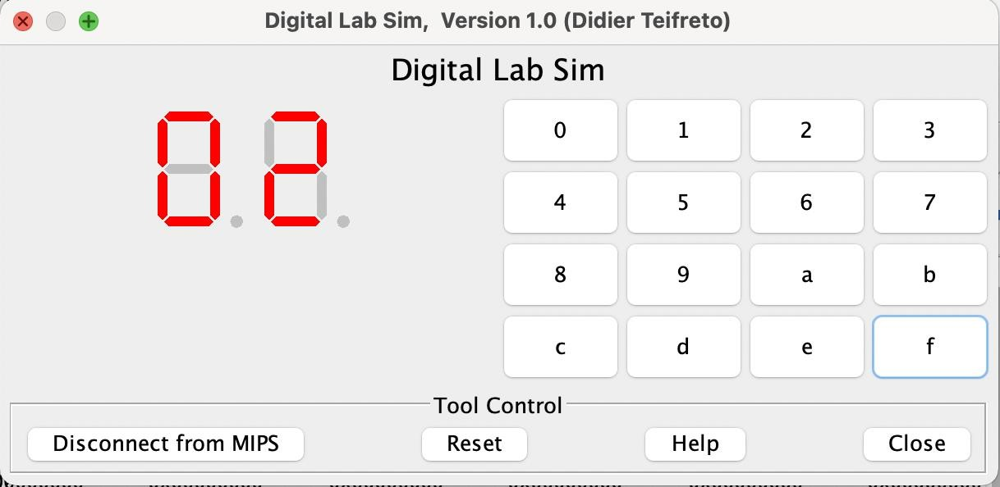 Digital Lab Sim, Version 1.0 (Didier Teifreto)
Digital Lab Sim
02
0 1 2 3
4 5 6 7
8 9 a b
c d e f
Tool Control
Disconnect from MIPS Reset Help Close